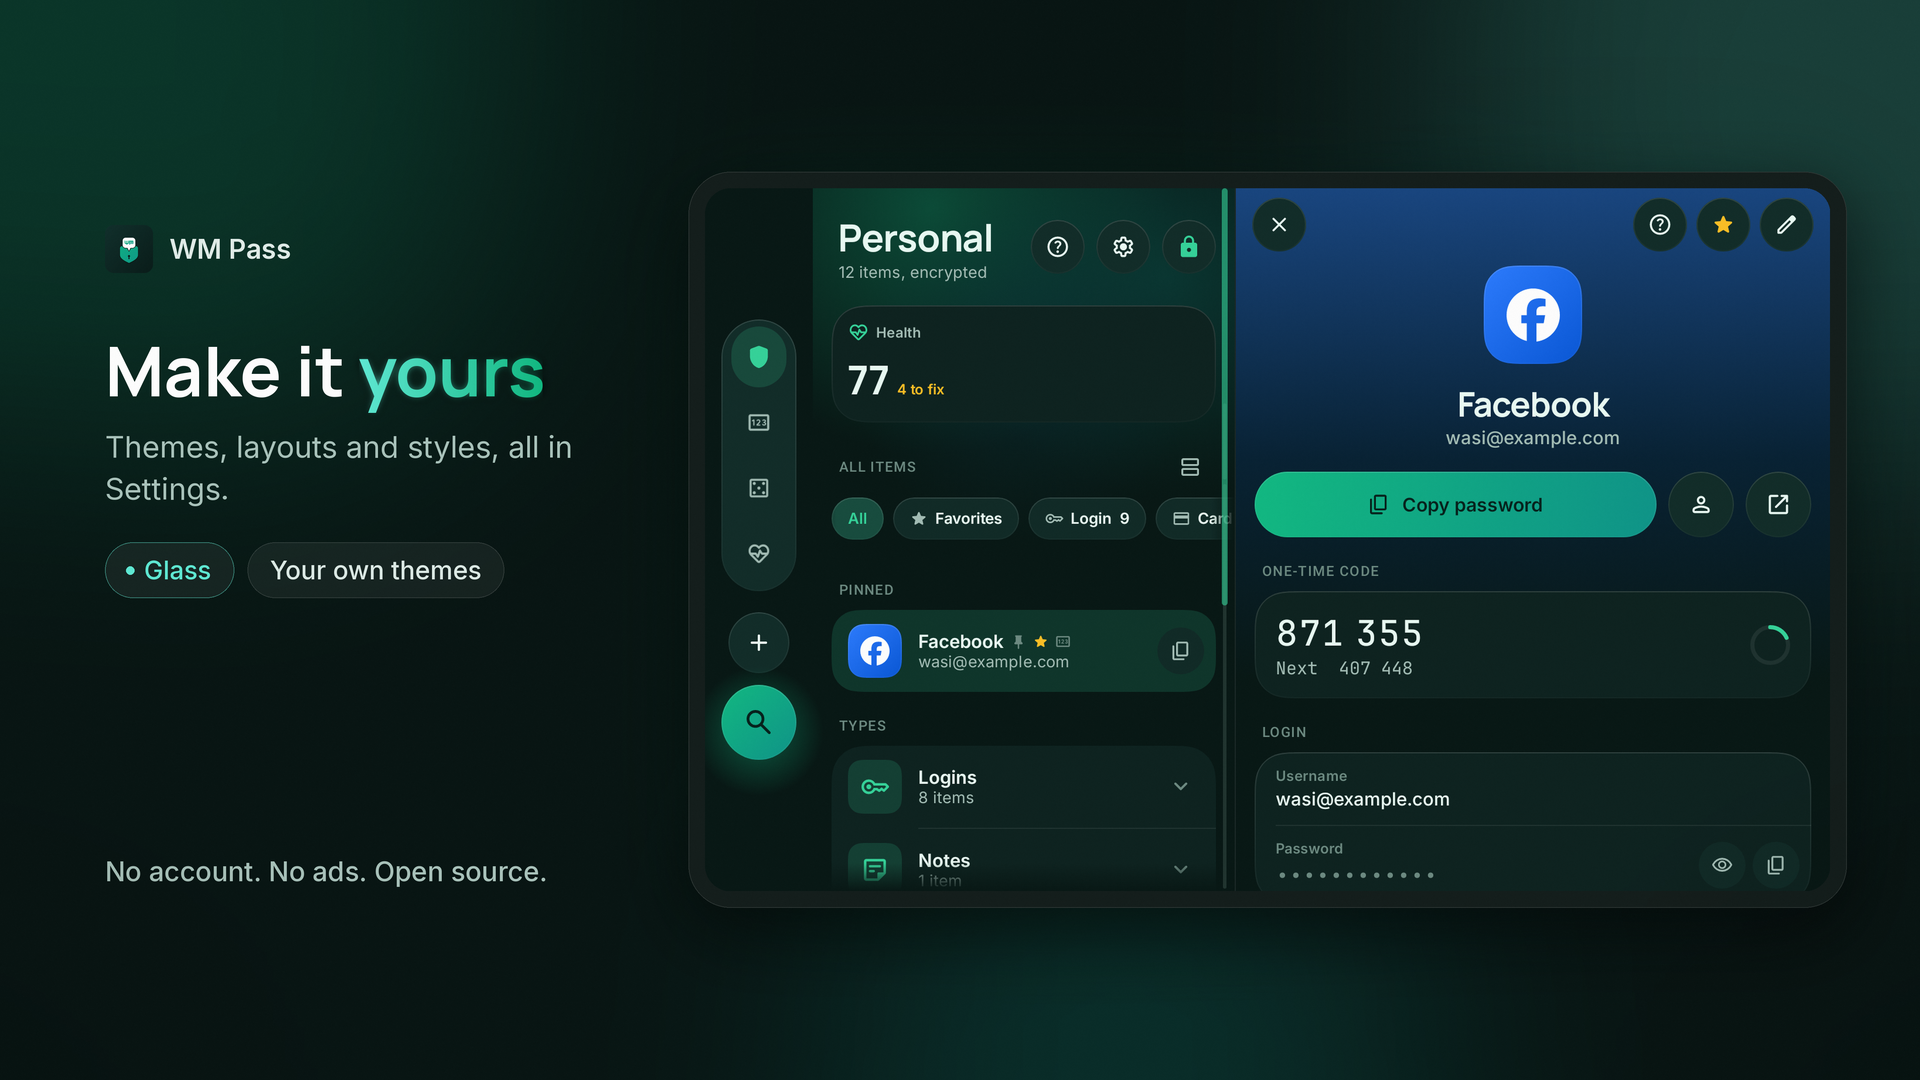 WM Pass
Make it yours
Themes, layouts and styles, all in
Settings.
Glass
Your own themes
No account. No ads. Open source.
Personal
12 items, encrypted
Health
77 4 to fix
ALL ITEMS
All
Favorites
Login 9
Card
PINNED
Facebook
wasi@example.com
TYPES
Logins
8 items
Notes
1 item
Facebook
wasi@example.com
Copy password
ONE-TIME CODE
871 355
Next 407 448
LOGIN
Username
wasi@example.com
Password